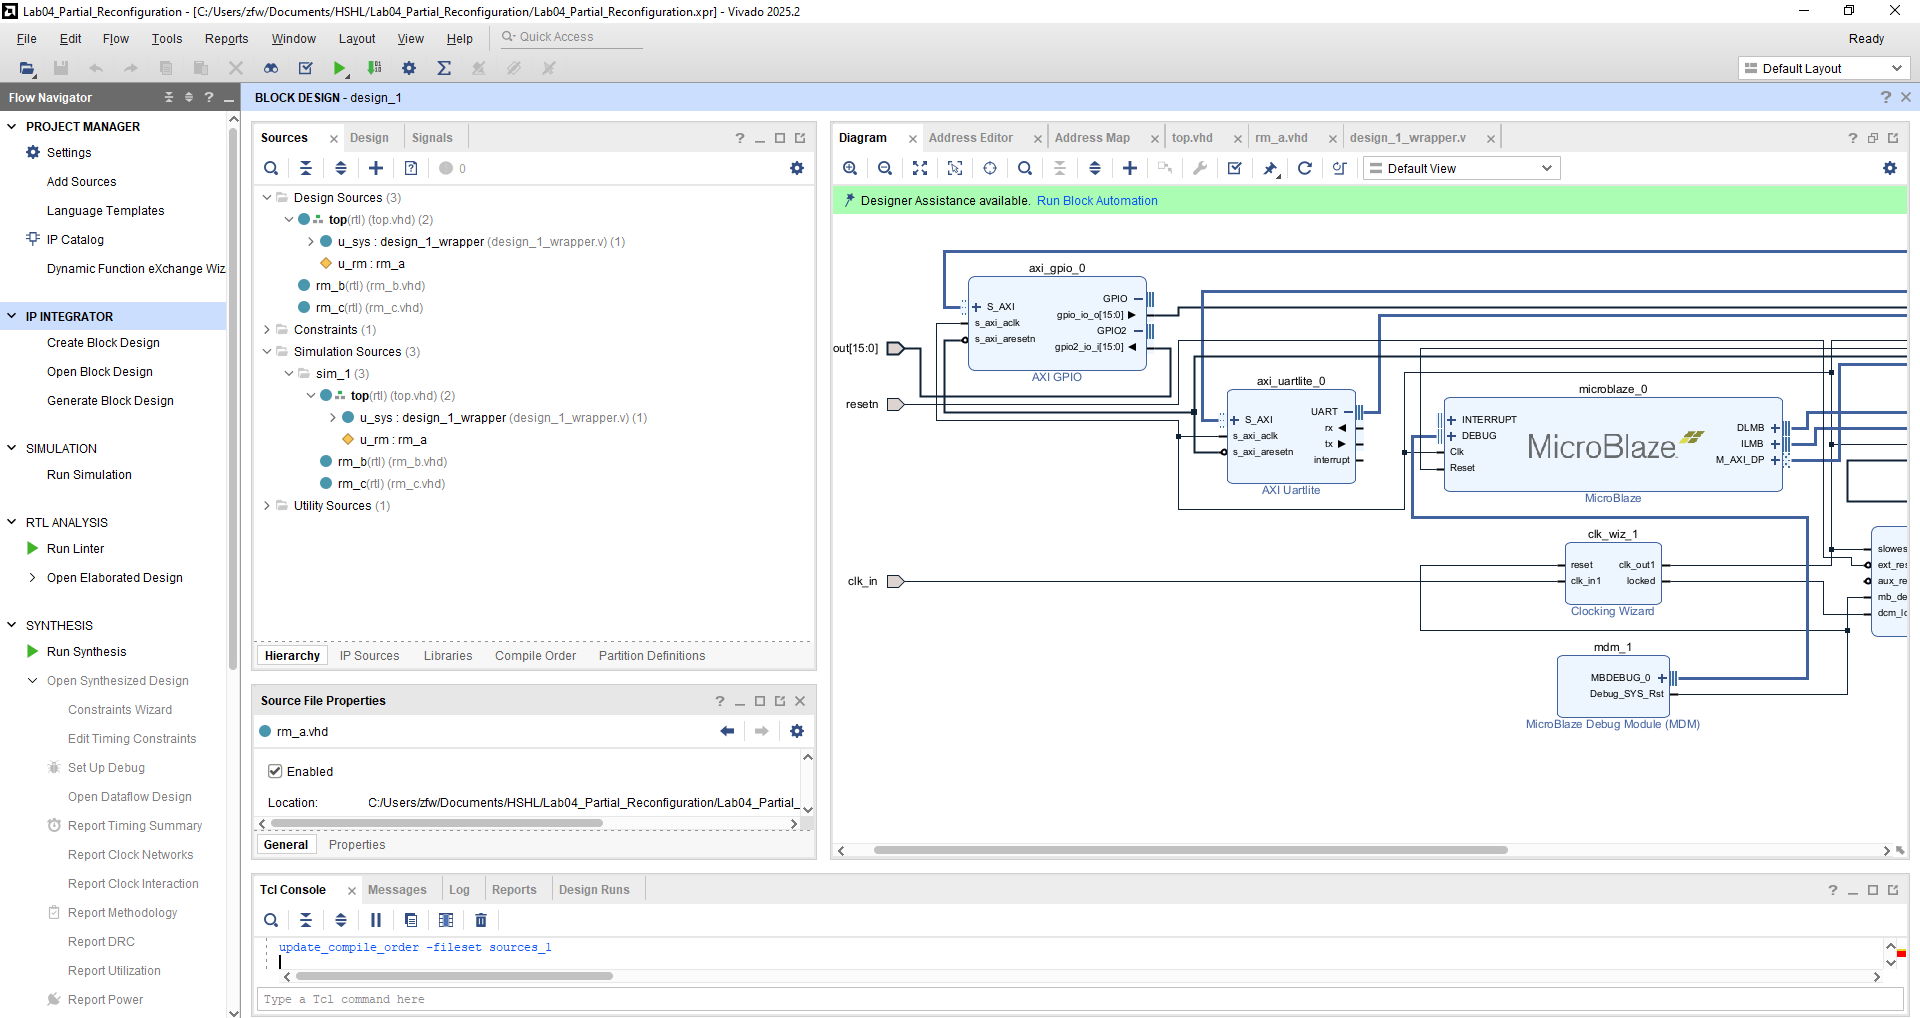 Lab04_Partial_Reconfiguration - [C:/Users/zfw/Documents/HSHL/Lab04_Partial_Reconfiguration/Lab04_Partial_Reconfiguration.xpr] - Vivado 2025.2
File Edit Flow Tools Reports Window Layout View Help Quick Access Ready
Default Layout
Flow Navigator
PROJECT MANAGER
Settings
Add Sources
Language Templates
IP Catalog
Dynamic Function eXchange Wiz
IP INTEGRATOR
Create Block Design
Open Block Design
Generate Block Design
SIMULATION
Run Simulation
RTL ANALYSIS
Run Linter
Open Elaborated Design
SYNTHESIS
Run Synthesis
Open Synthesized Design
Constraints Wizard
Edit Timing Constraints
Set Up Debug
Open Dataflow Design
Report Timing Summary
Report Clock Networks
Report Clock Interaction
Report Methodology
Report DRC
Report Utilization
Report Power
BLOCK DESIGN - design_1
Sources Design Signals
0
Design Sources (3)
top(rtl) (top.vhd) (2)
u_sys : design_1_wrapper (design_1_wrapper.v) (1)
u_rm : rm_a
rm_b(rtl) (rm_b.vhd)
rm_c(rtl) (rm_c.vhd)
Constraints (1)
Simulation Sources (3)
sim_1 (3)
top(rtl) (top.vhd) (2)
u_sys : design_1_wrapper (design_1_wrapper.v) (1)
u_rm : rm_a
rm_b(rtl) (rm_b.vhd)
rm_c(rtl) (rm_c.vhd)
Utility Sources (1)
Hierarchy IP Sources Libraries Compile Order Partition Definitions
Source File Properties
rm_a.vhd
Enabled
Location: C:/Users/zfw/Documents/HSHL/Lab04_Partial_Reconfiguration/Lab04_Partial_
General Properties
Diagram Address Editor Address Map top.vhd rm_a.vhd design_1_wrapper.v
Default View
Designer Assistance available. Run Block Automation
axi_gpio_0
S_AXI
s_axi_aclk
s_axi_aresetn
GPIO
gpio_io_o[15:0]
GPIO2
gpio2_io_i[15:0]
AXI GPIO
out[15:0]
resetn
clk_in
axi_uartlite_0
S_AXI
s_axi_aclk
s_axi_aresetn
UART
rx
tx
interrupt
AXI Uartlite
microblaze_0
INTERRUPT
DEBUG
Clk
Reset
MicroBlaze
DLMB
ILMB
M_AXI_DP
MicroBlaze
clk_wiz_1
reset
clk_in1
clk_out1
locked
Clocking Wizard
mdm_1
MBDEBUG_0
Debug_SYS_Rst
MicroBlaze Debug Module (MDM)
slowes
ext_res
aux_re
mb_de
dcm_lo
Tcl Console Messages Log Reports Design Runs
update_compile_order -fileset sources_1
Type a Tcl command here